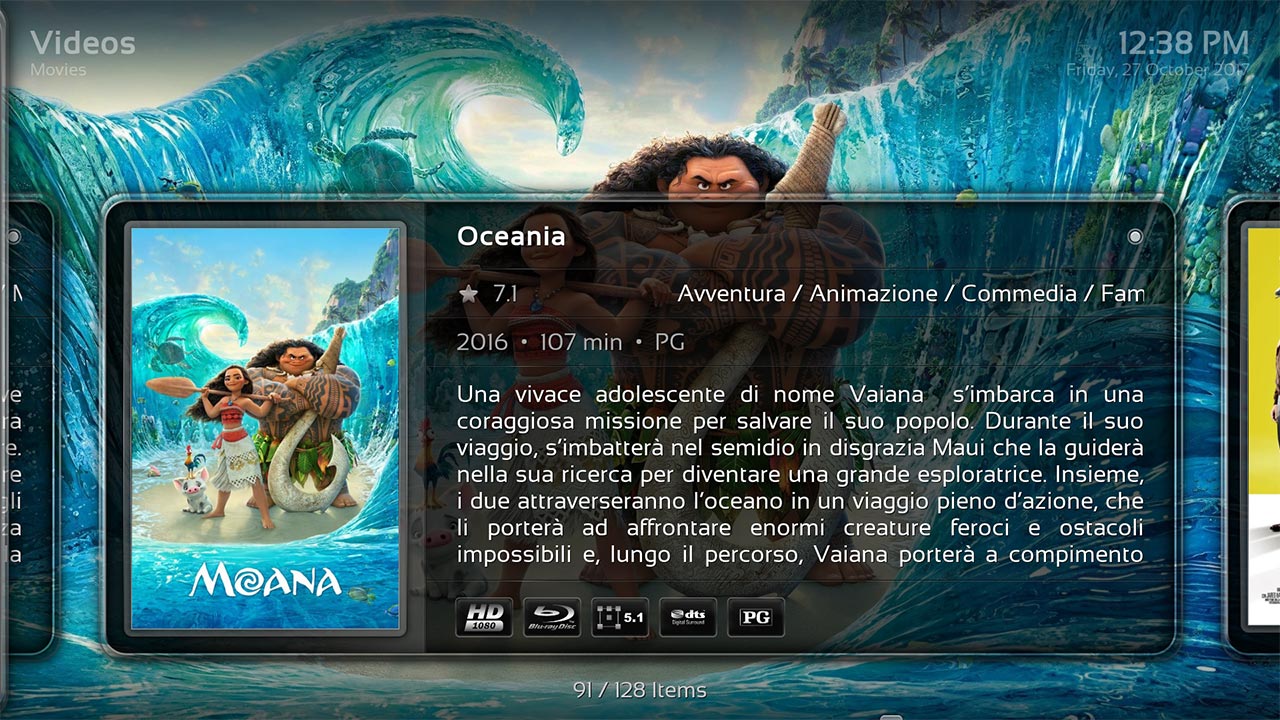 Videos
12:38 PM
Movies
Friday, 27 October 2017
Oceania
7.1
Avventura / Animazione / Commedia / Fam
2016 • 107 min • PG
Una vivace adolescente di nome Vaiana s'imbarca in una
coraggiosa missione per salvare il suo popolo. Durante il suo
viaggio, s'imbatterà nel semidio in disgrazia Maui che la guiderà
nella sua ricerca per diventare una grande esploratrice. Insieme,
i due attraverseranno l'oceano in un viaggio pieno d'azione, che
li porterà ad affrontare enormi creature feroci e ostacoli
impossibili e, lungo il percorso, Vaiana porterà a compimento
MOANA
HD 1080
Blu-ray Disc
5.1
dts Digital Surround
PG
91 / 128 Items